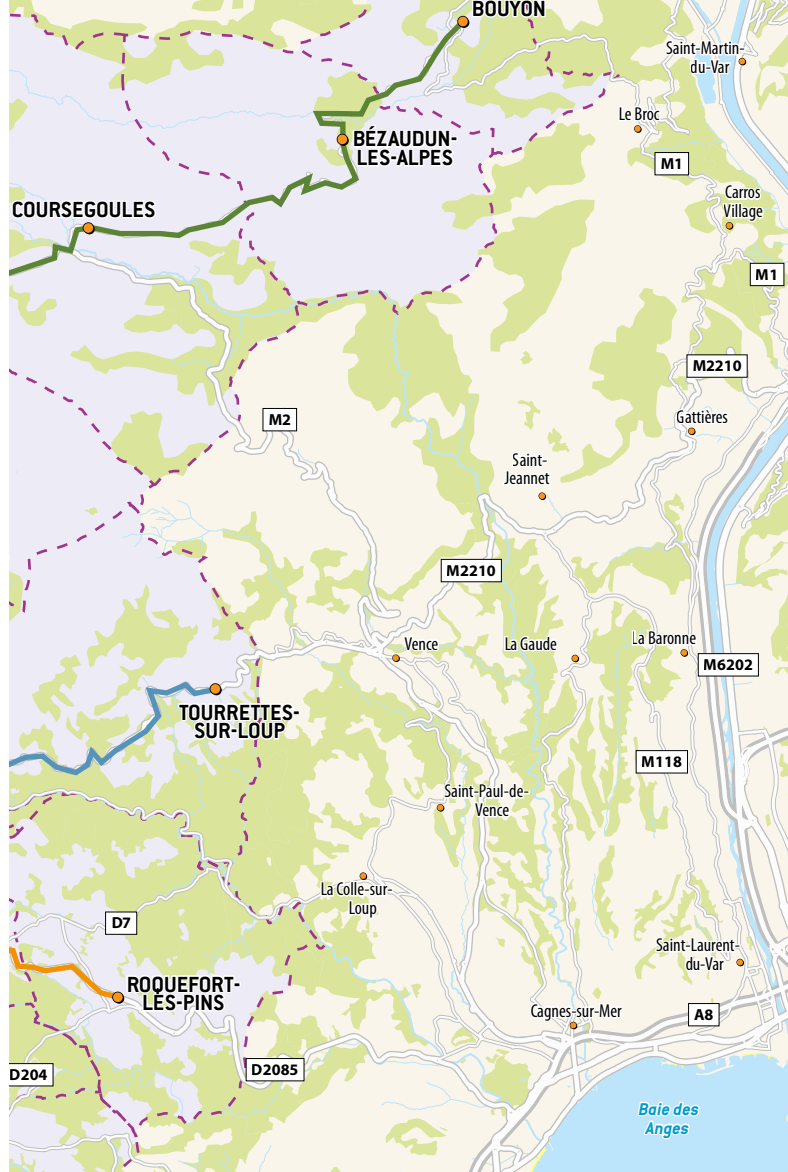 BOUYON
Saint-Martin-
du-Var
Le Broc
BÉZAUDUN-
LES-ALPES
M1
Carros
Village
COURSEGOULES
M1
M2210
M2
Gattières
Saint-
Jeannet
M2210
Vence
La Gaude
La Baronne
M6202
TOURRETTES-
SUR-LOUP
M118
Saint-Paul-de-
Vence
La Colle-sur-
Loup
D7
Saint-Laurent-
du-Var
ROQUEFORT-
LES-PINS
Cagnes-sur-Mer
A8
D204
D2085
Baie des
Anges